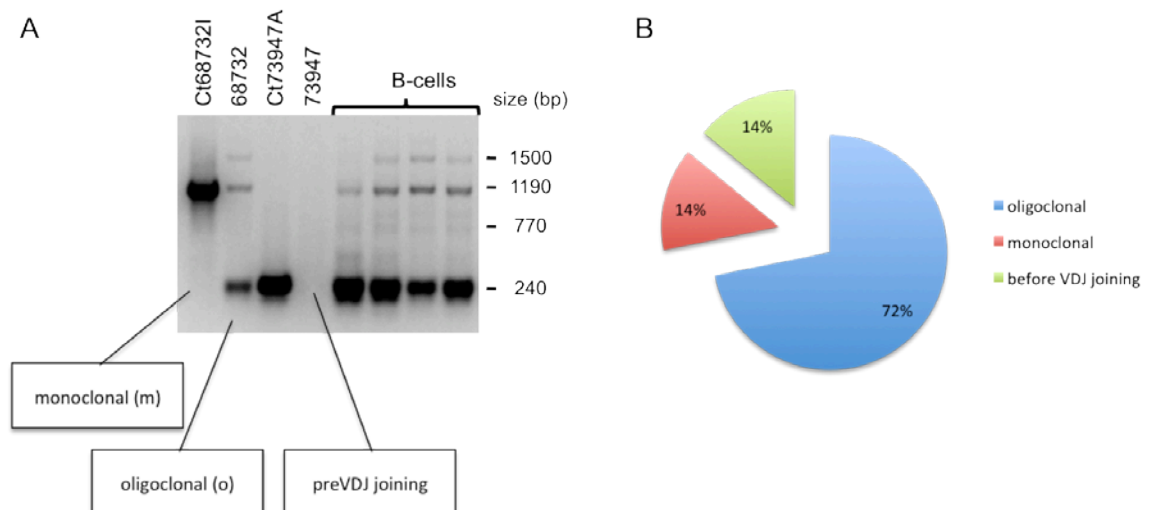 A
Ct68732I
68732
Ct73947A
73947
B-cells
size (bp)
- 1500
- 1190
- 770
- 240
monoclonal (m)
oligoclonal (o)
preVDJ joining
B
14%
14%
72%
oligoclonal
monoclonal
before VDJ joining